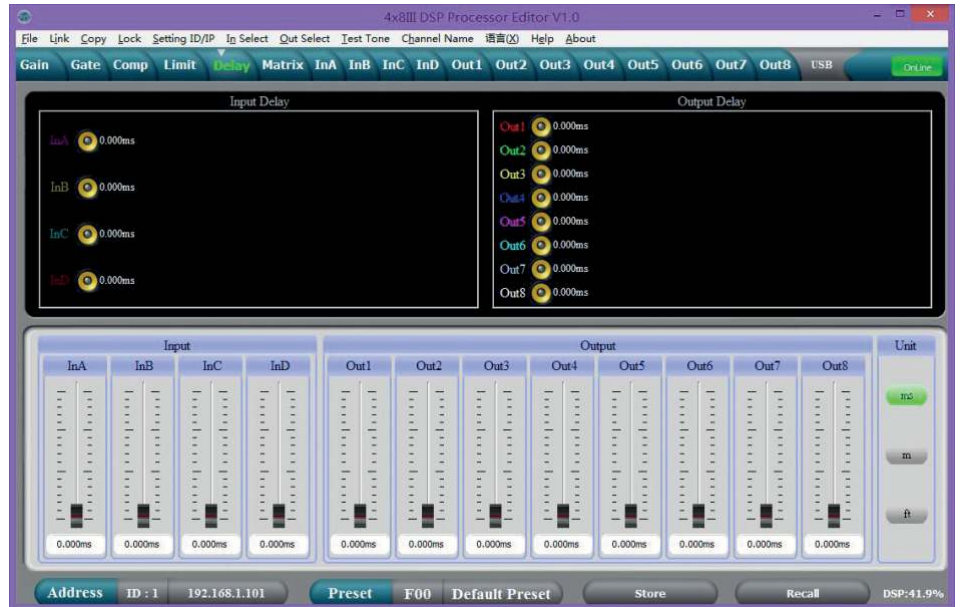 4x8III DSP Processor Editor V1.0
File Link Copy Lock Setting ID/IP In Select Out Select Test Tone Channel Name 语言(X) Help About
Gain Gate Comp Limit Delay Matrix InA InB InC InD Out1 Out2 Out3 Out4 Out5 Out6 Out7 Out8 USB OnLine
Input Delay Output Delay
InA 0.000ms
InB 0.000ms
InC 0.000ms
InD 0.000ms
Out1 0.000ms
Out2 0.000ms
Out3 0.000ms
Out4 0.000ms
Out5 0.000ms
Out6 0.000ms
Out7 0.000ms
Out8 0.000ms
Input Output Unit
InA InB InC InD Out1 Out2 Out3 Out4 Out5 Out6 Out7 Out8
ms
m
ft
0.000ms 0.000ms 0.000ms 0.000ms 0.000ms 0.000ms 0.000ms 0.000ms 0.000ms 0.000ms 0.000ms 0.000ms
Address ID : 1 192.168.1.101 Preset F00 Default Preset Store Recall DSP:41.9%